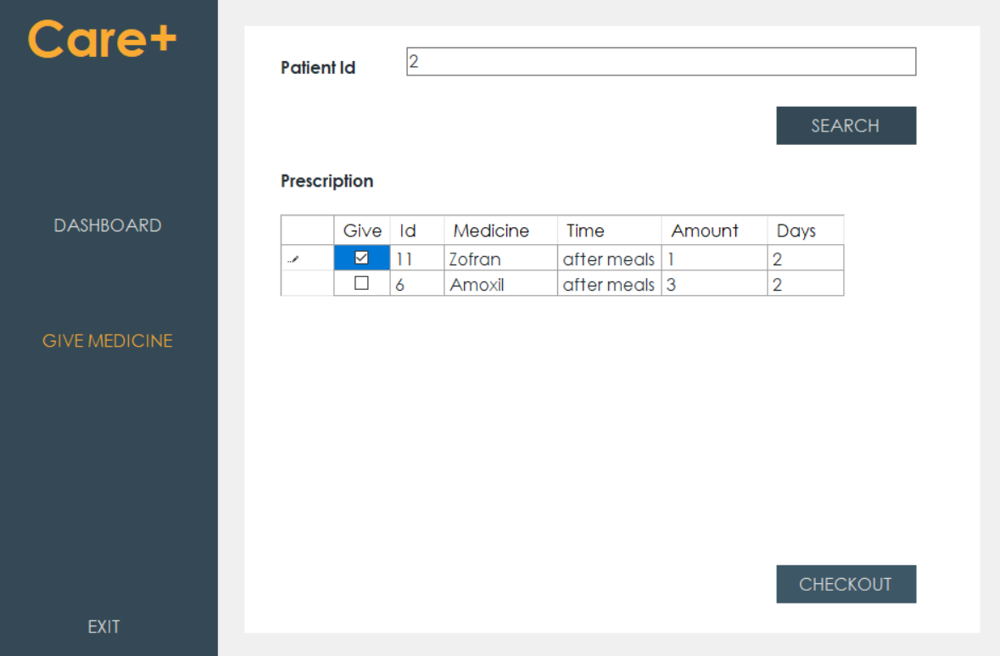 Care+
DASHBOARD
GIVE MEDICINE
EXIT
Patient Id 2
SEARCH
Prescription
Give Id Medicine Time Amount Days
11 Zofran after meals 1 2
6 Amoxil after meals 3 2
CHECKOUT